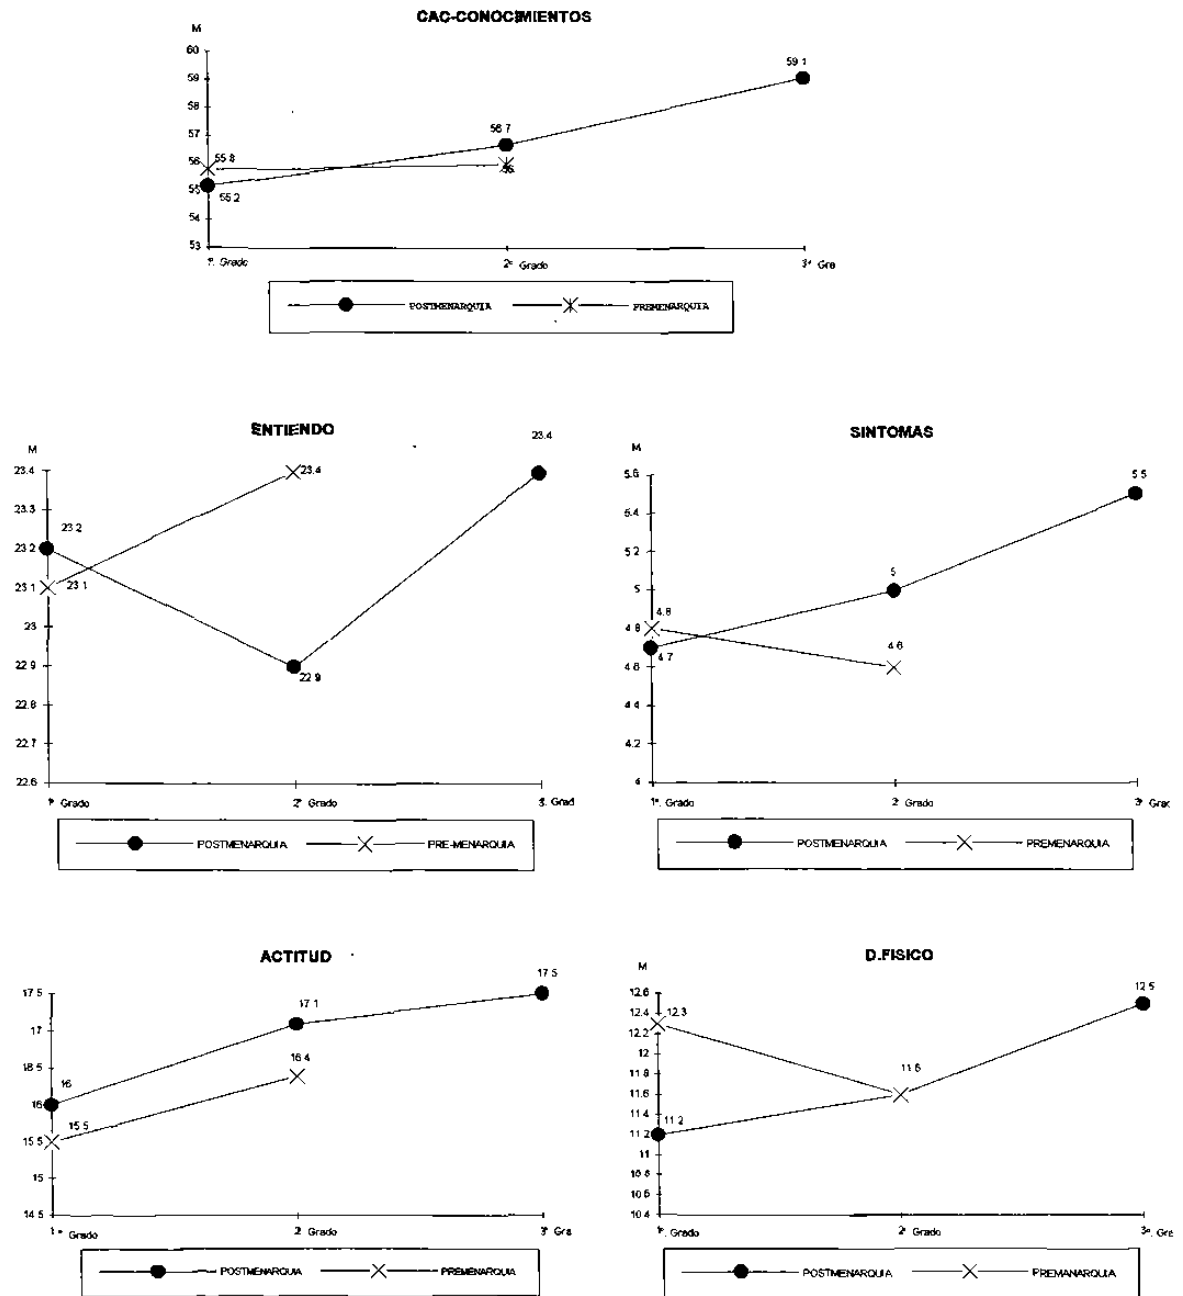 CAC-CONOCIMIENTOS
M
60
59
58
57
56
55
54
53
55 8
55 2
56 7
56
59 1
1º. Grado
2º Grado
3º Gra
POSTMENARQUIA
PREMENARQUIA
ENTIENDO
M
23.4
23.3
23.2
23.1
23
22.9
22.8
22.7
22.6
23 2
23 1
23.4
22 9
23.4
1º Grado
2º Grado
3. Grad
POSTMENARQUIA
PRE-MENARQUIA
SINTOMAS
M
5.6
5.4
5.2
5
4.8
4.6
4.4
4.2
4
4.8
4.7
5
4.6
5 5
1º. Grado
2º Grado
3º Grac
POSTMENARQUIA
PREMENARQUIA
ACTITUD
17 5
17
16 5
16
15.5
15
14 5
16
15 5
17 1
16 4
17 5
1 º Grado
2º Grado
3º Gra
POSTMENARQUIA
PREMENARQUIA
D.FISICO
M
12.6
12.4
12.2
12
11.8
11.6
11.4
11.2
11
10.8
10.6
10.4
12.3
11 2
11.6
12 5
1º. Grado
2º Grado
3º. Grac
POSTMENARQUIA
PREMANARQUIA